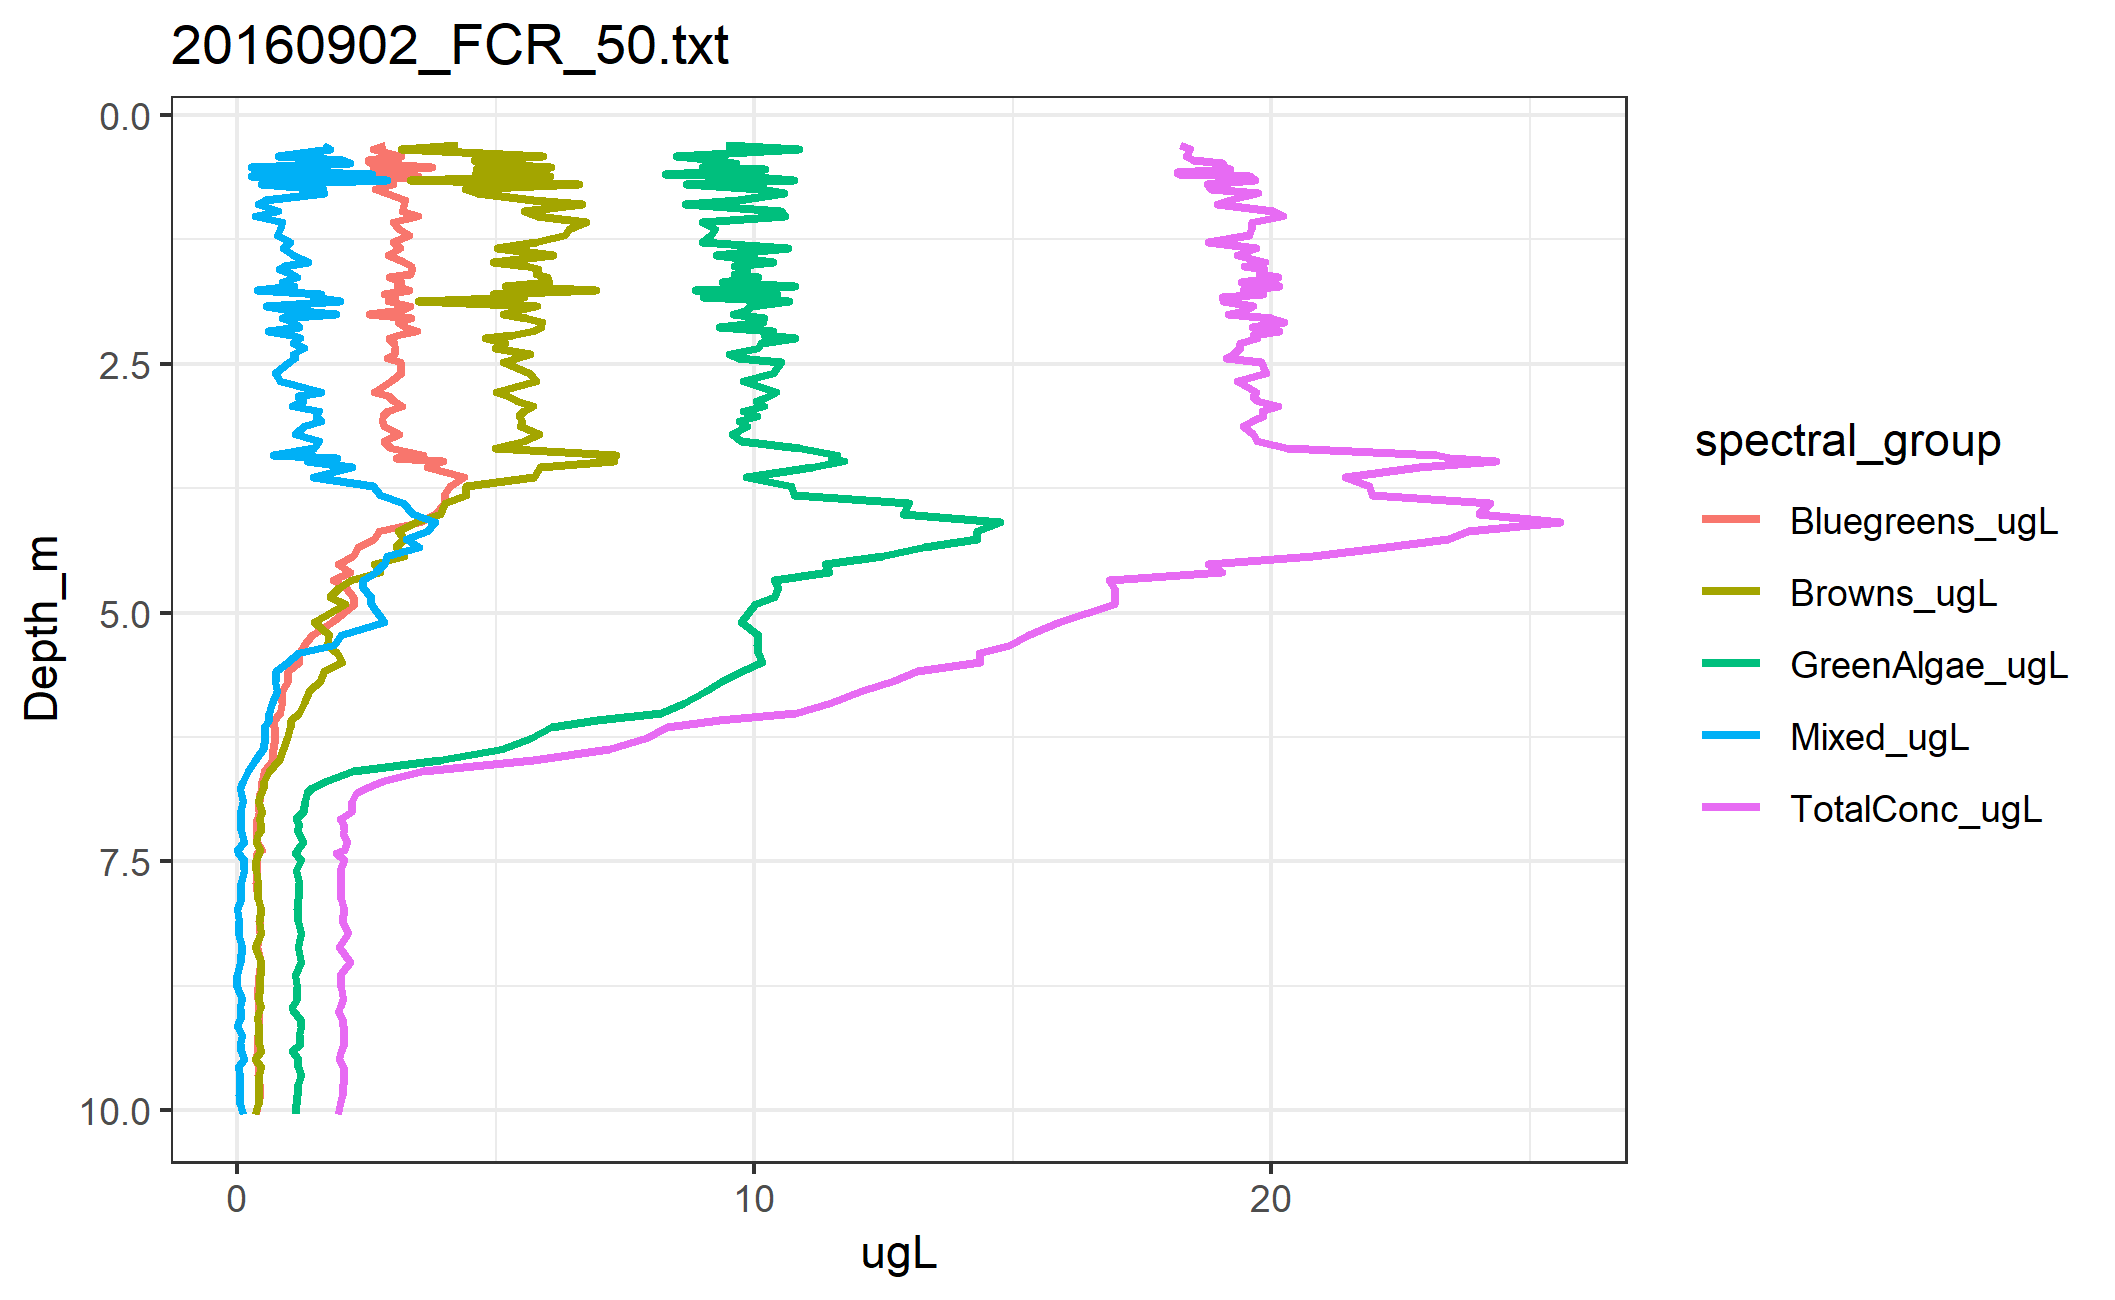 20160902_FCR_50.txt
0.0
2.5
5.0
7.5
10.0
Depth_m
0 10 20
ugL
spectral_group
Bluegreens_ugL
Browns_ugL
GreenAlgae_ugL
Mixed_ugL
TotalConc_ugL